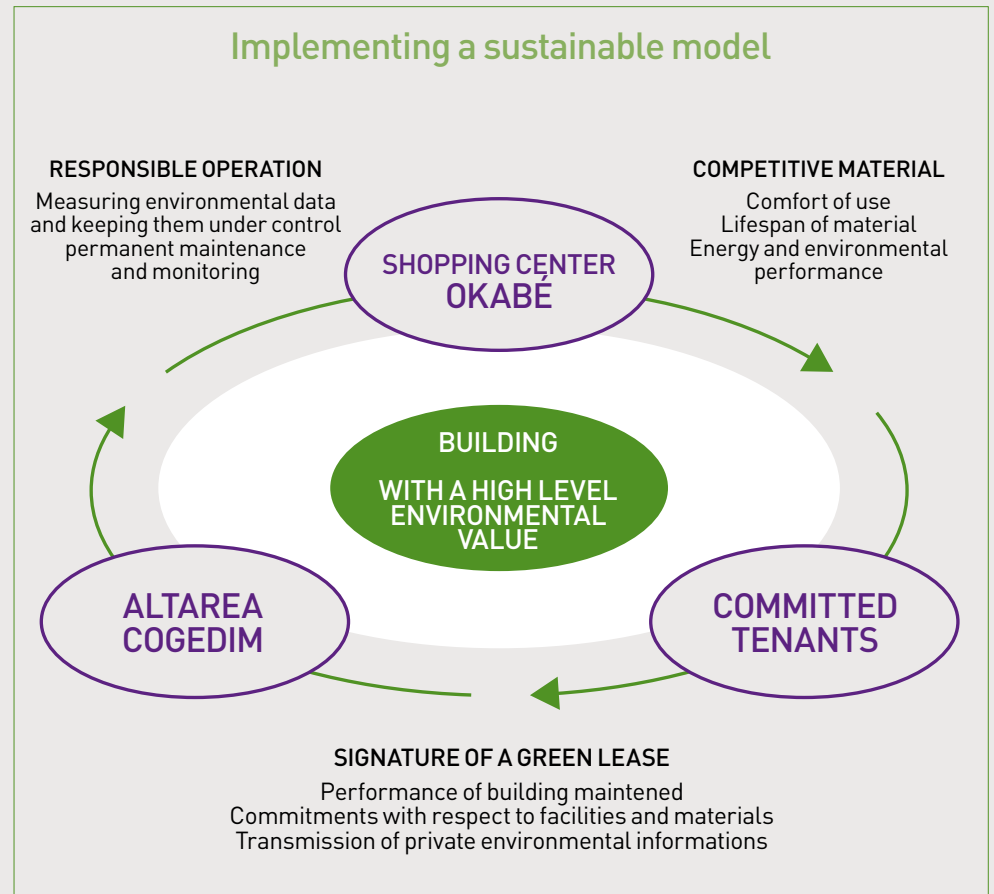 Implementing a sustainable model
RESPONSIBLE OPERATION
Measuring environmental data
and keeping them under control
permanent maintenance
and monitoring
COMPETITIVE MATERIAL
Comfort of use
Lifespan of material
Energy and environmental
performance
SHOPPING CENTER
OKABÉ
BUILDING
WITH A HIGH LEVEL
ENVIRONMENTAL
VALUE
ALTAREA
COGEDIM
COMMITTED
TENANTS
SIGNATURE OF A GREEN LEASE
Performance of building maintened
Commitments with respect to facilities and materials
Transmission of private environmental informations